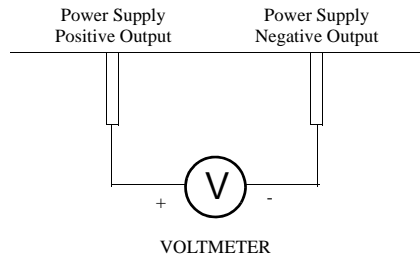 Power Supply
Positive Output
Power Supply
Negative Output
V
+
-
VOLTMETER